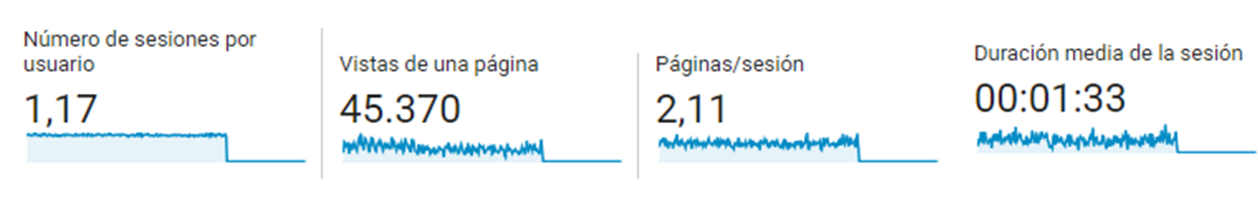 Número de sesiones por
usuario
1,17
Vistas de una página
45.370
Páginas/sesión
2,11
Duración media de la sesión
00:01:33